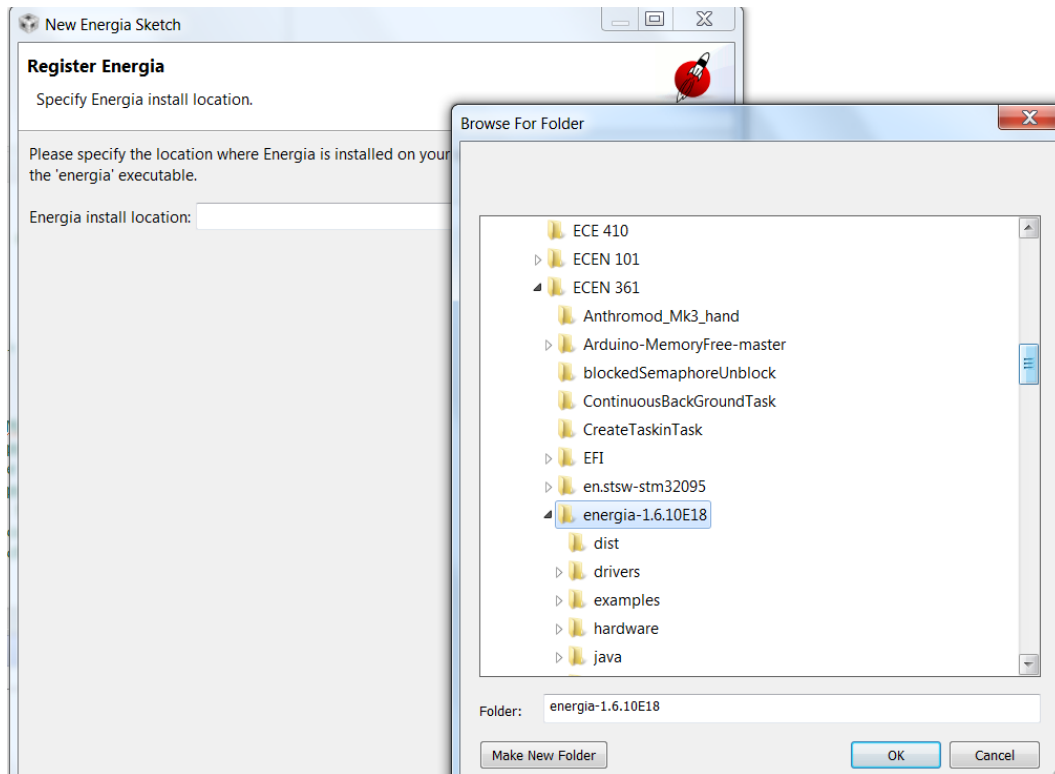 New Energia Sketch
Register Energia
Specify Energia install location.
Please specify the location where Energia is installed on your
the 'energia' executable.
Energia install location:
Browse For Folder
ECE 410
ECEN 101
ECEN 361
Anthromod_Mk3_hand
Arduino-MemoryFree-master
blockedSemaphoreUnblock
ContinuousBackGroundTask
CreateTaskinTask
EFI
en.stsw-stm32095
energia-1.6.10E18
dist
drivers
examples
hardware
java
Folder: energia-1.6.10E18
Make New Folder OK Cancel